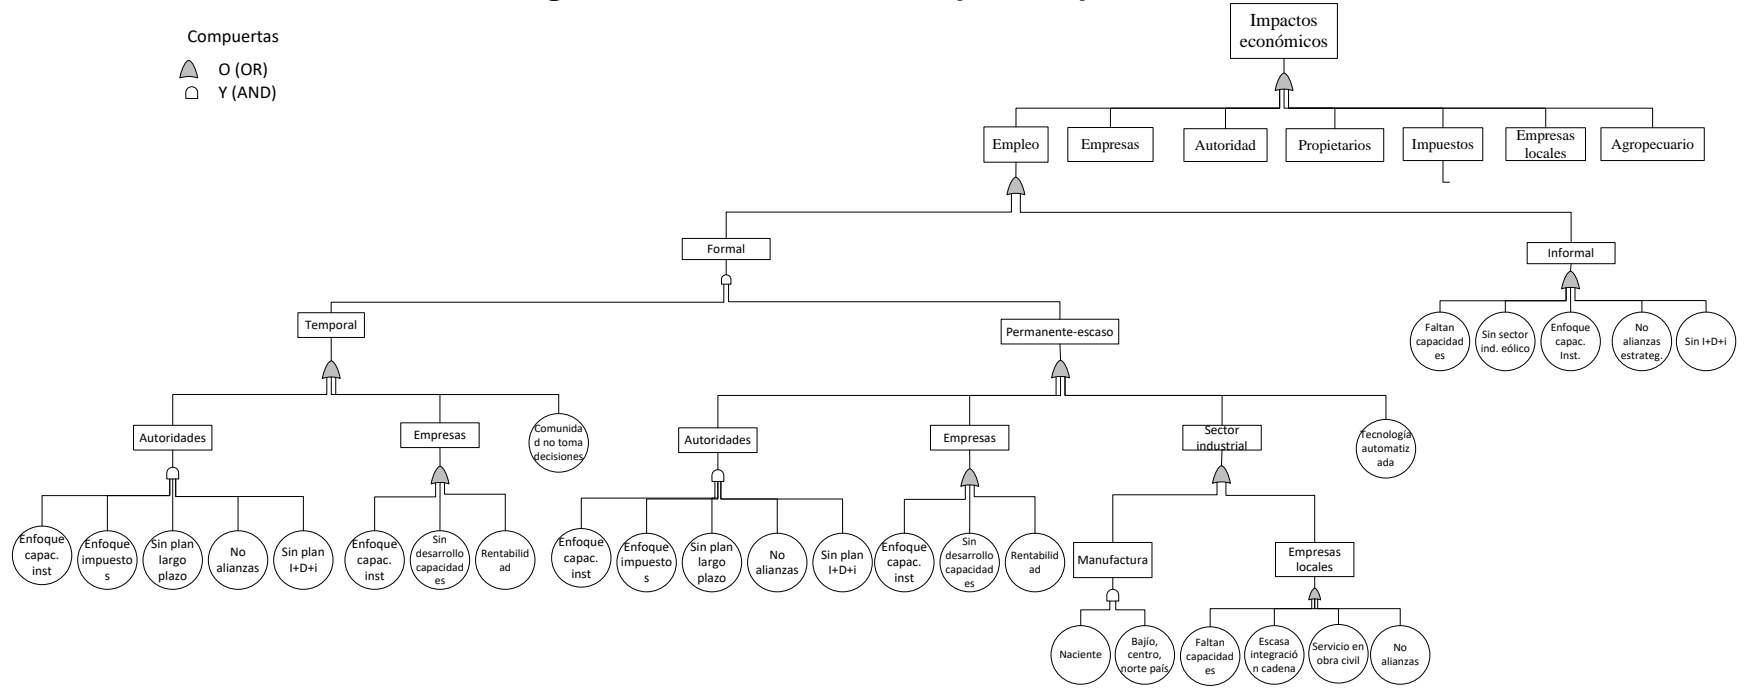 Compuertas
O (OR)
Y (AND)
Impactos
económicos
Empleo
Empresas
Autoridad
Propietarios
Impuestos
Empresas
locales
Agropecuario
Formal
Informal
Temporal
Permanente-escaso
Faltan
capacidad
es
Sin sector
ind. eólico
Enfoque
capac.
Inst.
No
alianzas
estrateg.
Sin I+D+i
Autoridades
Empresas
Comunida
d no toma
decisiones
Autoridades
Empresas
Sector
industrial
Tecnología
automatiz
ada
Enfoque
capac.
inst
Enfoque
impuesto
s
Sin plan
largo
plazo
No
alianzas
Sin plan
I+D+i
Enfoque
capac.
inst
Sin
desarrollo
capacidad
es
Rentabilid
ad
Enfoque
capac.
inst
Enfoque
impuesto
s
Sin plan
largo
plazo
No
alianzas
Sin plan
I+D+i
Enfoque
capac.
inst
Sin
desarrollo
capacidad
es
Rentabilid
ad
Manufactura
Empresas
locales
Naciente
Bajío,
centro,
norte país
Faltan
capacidad
es
Escasa
integració
n cadena
Servicio en
obra civil
No
alianzas